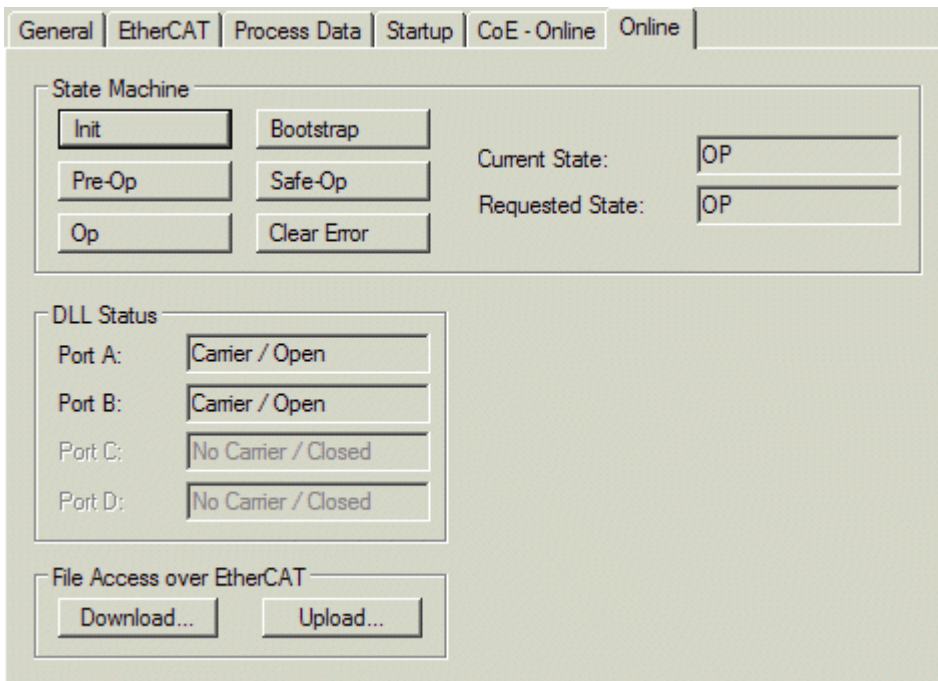 General EtherCAT Process Data Startup CoE - Online Online
State Machine
Init Bootstrap
Pre-Op Safe-Op
Op Clear Error
Current State: OP
Requested State: OP
DLL Status
Port A: Carrier / Open
Port B: Carrier / Open
Port C: No Carrier / Closed
Port D: No Carrier / Closed
File Access over EtherCAT
Download... Upload...